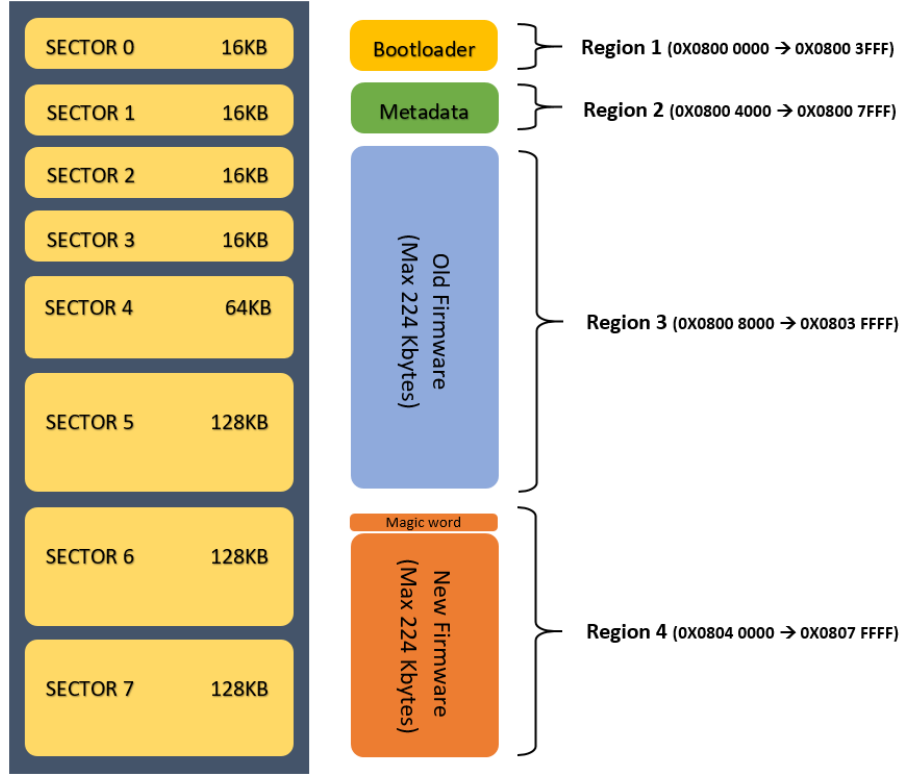 SECTOR 0 16KB
Bootloader
Region 1 (0X0800 0000 → 0X0800 3FFF)
SECTOR 1 16KB
Metadata
Region 2 (0X0800 4000 → 0X0800 7FFF)
SECTOR 2 16KB
SECTOR 3 16KB
SECTOR 4 64KB
SECTOR 5 128KB
Old Firmware
(Max 224 Kbytes)
Region 3 (0X0800 8000 → 0X0803 FFFF)
SECTOR 6 128KB
SECTOR 7 128KB
Magic word
New Firmware
(Max 224 Kbytes)
Region 4 (0X0804 0000 → 0X0807 FFFF)